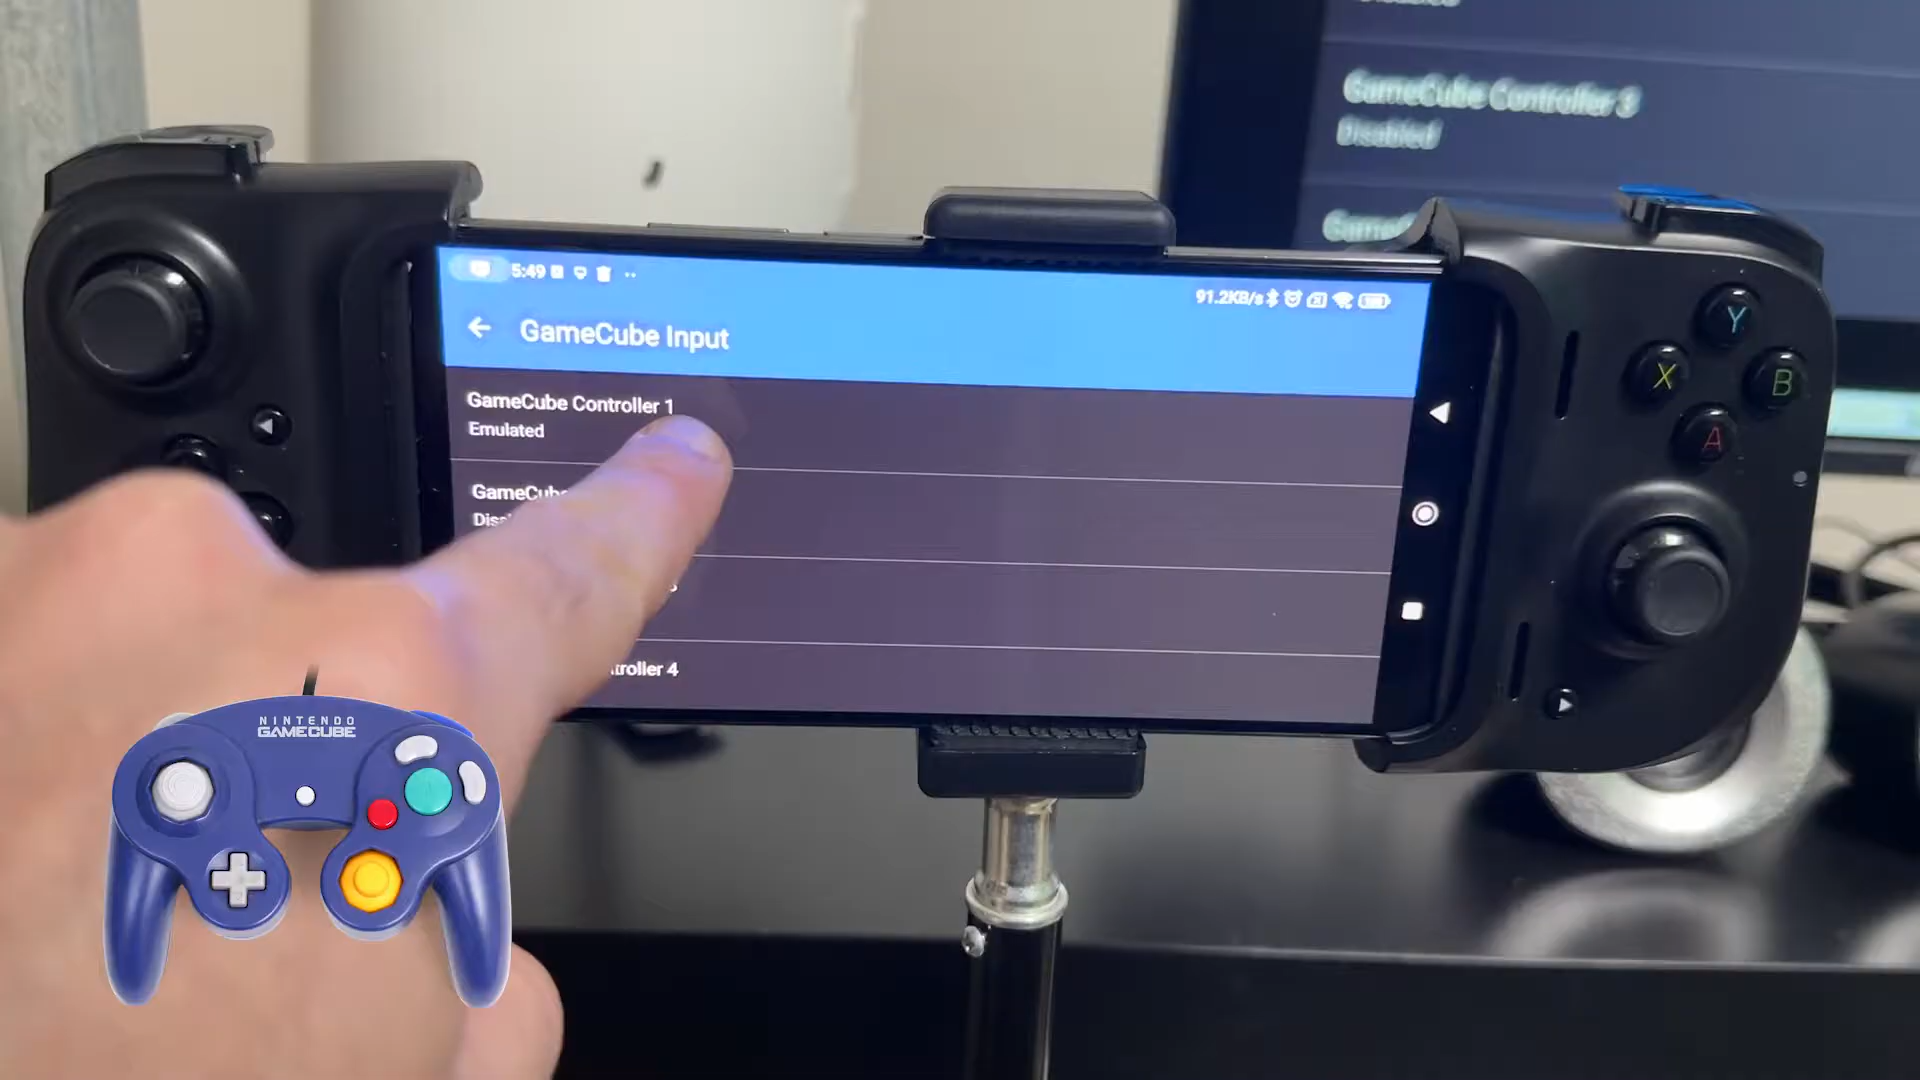 GameCube Controller 3
Disabled
5:49
91.2KB/s
GameCube Input
GameCube Controller 1
Emulated
troller 4
Y
X
B
A
NINTENDO
GAMECUBE